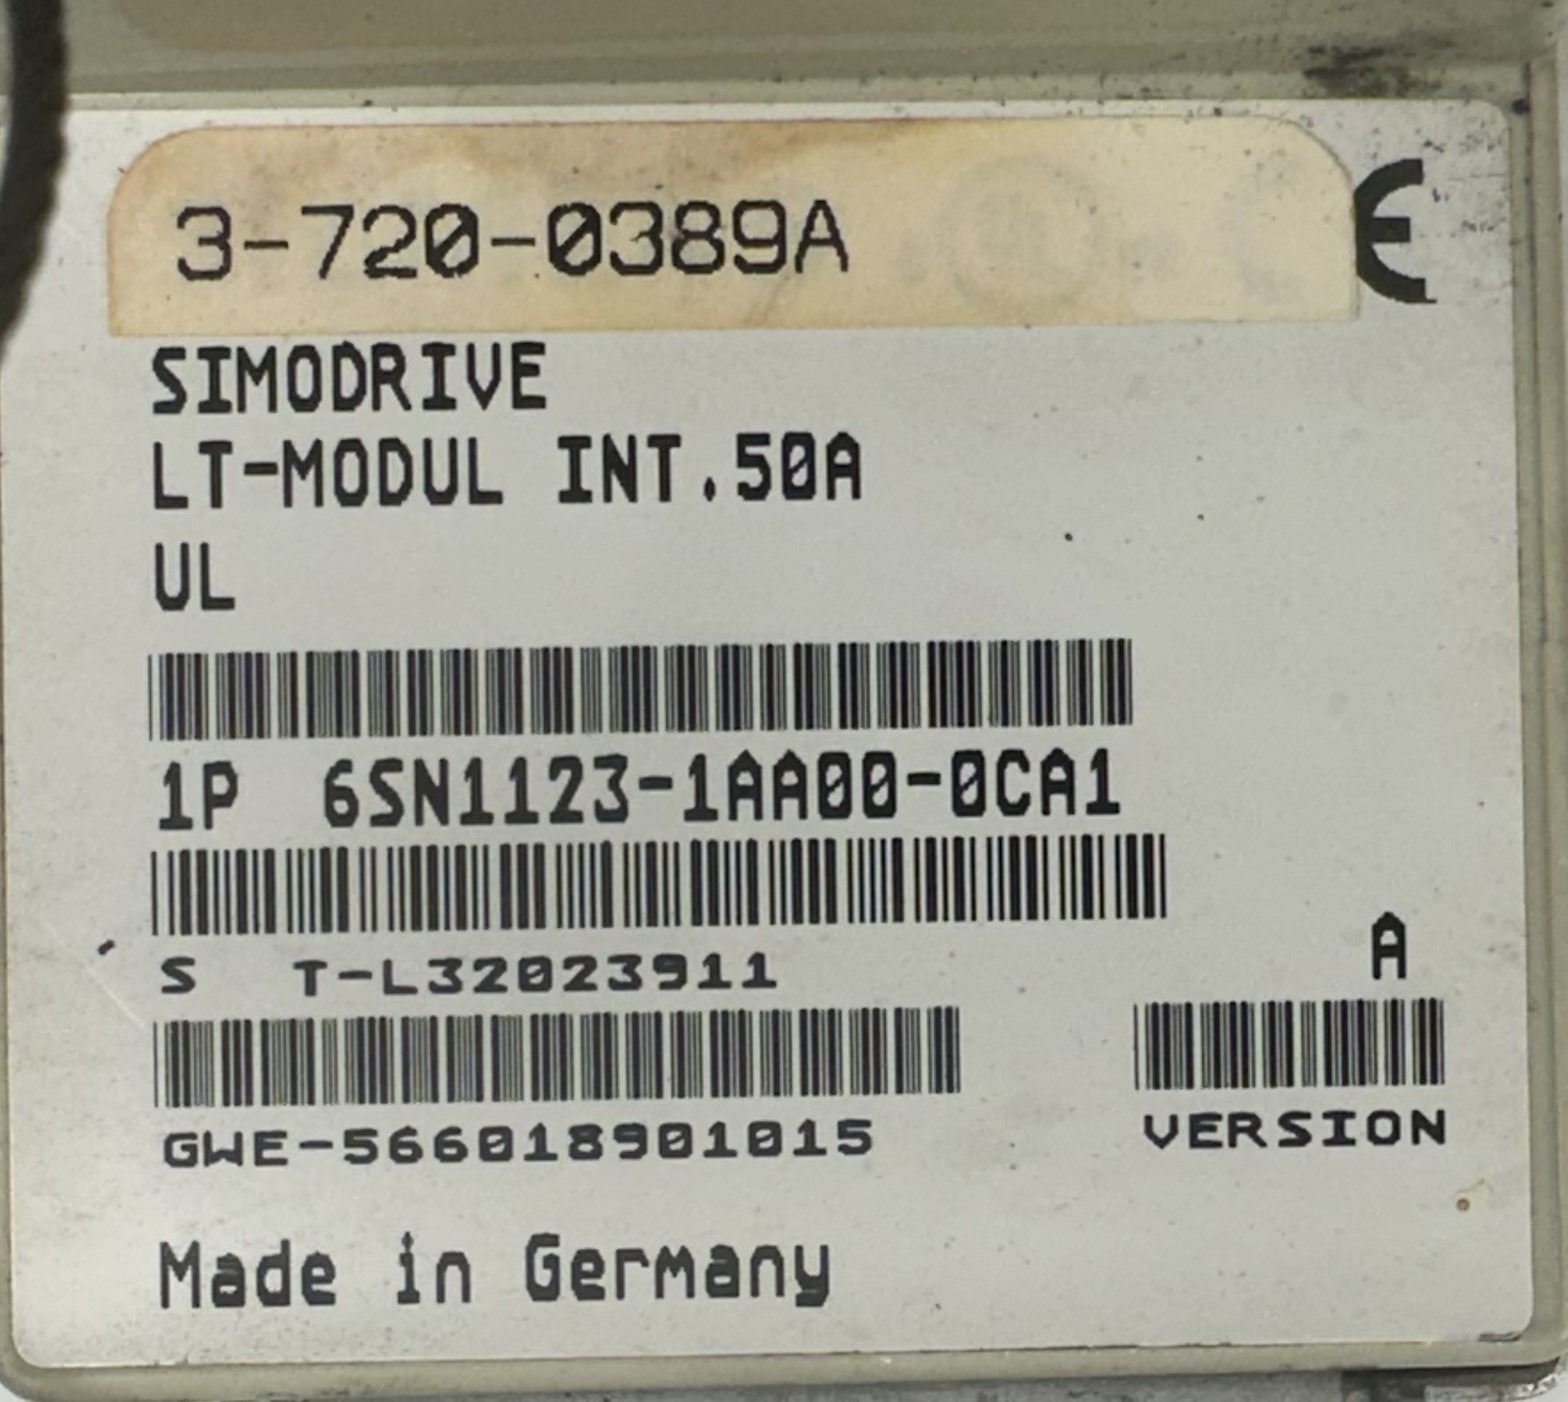 3-720-0389A
CE
SIMODRIVE
LT-MODUL INT.50A
UL
1P 6SN1123-1AA00-0CA1
S T-L32023911
A
GWE-566018901015
VERSION
Made in Germany